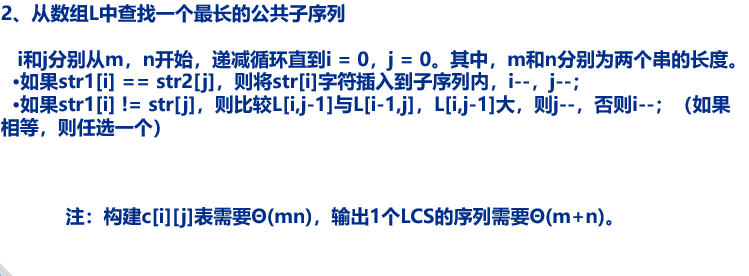 2、从数组L中查找一个最长的公共子序列
i和j分别从m，n开始，递减循环直到i = 0，j = 0。其中，m和n分别为两个串的长度。
•如果str1[i] == str2[j]，则将str[i]字符插入到子序列内，i--，j--；
•如果str1[i] != str[j]，则比较L[i,j-1]与L[i-1,j]，L[i,j-1]大，则j--，否则i--；（如果
相等，则任选一个）
注：构建c[i][j]表需要Θ(mn)，输出1个LCS的序列需要Θ(m+n)。